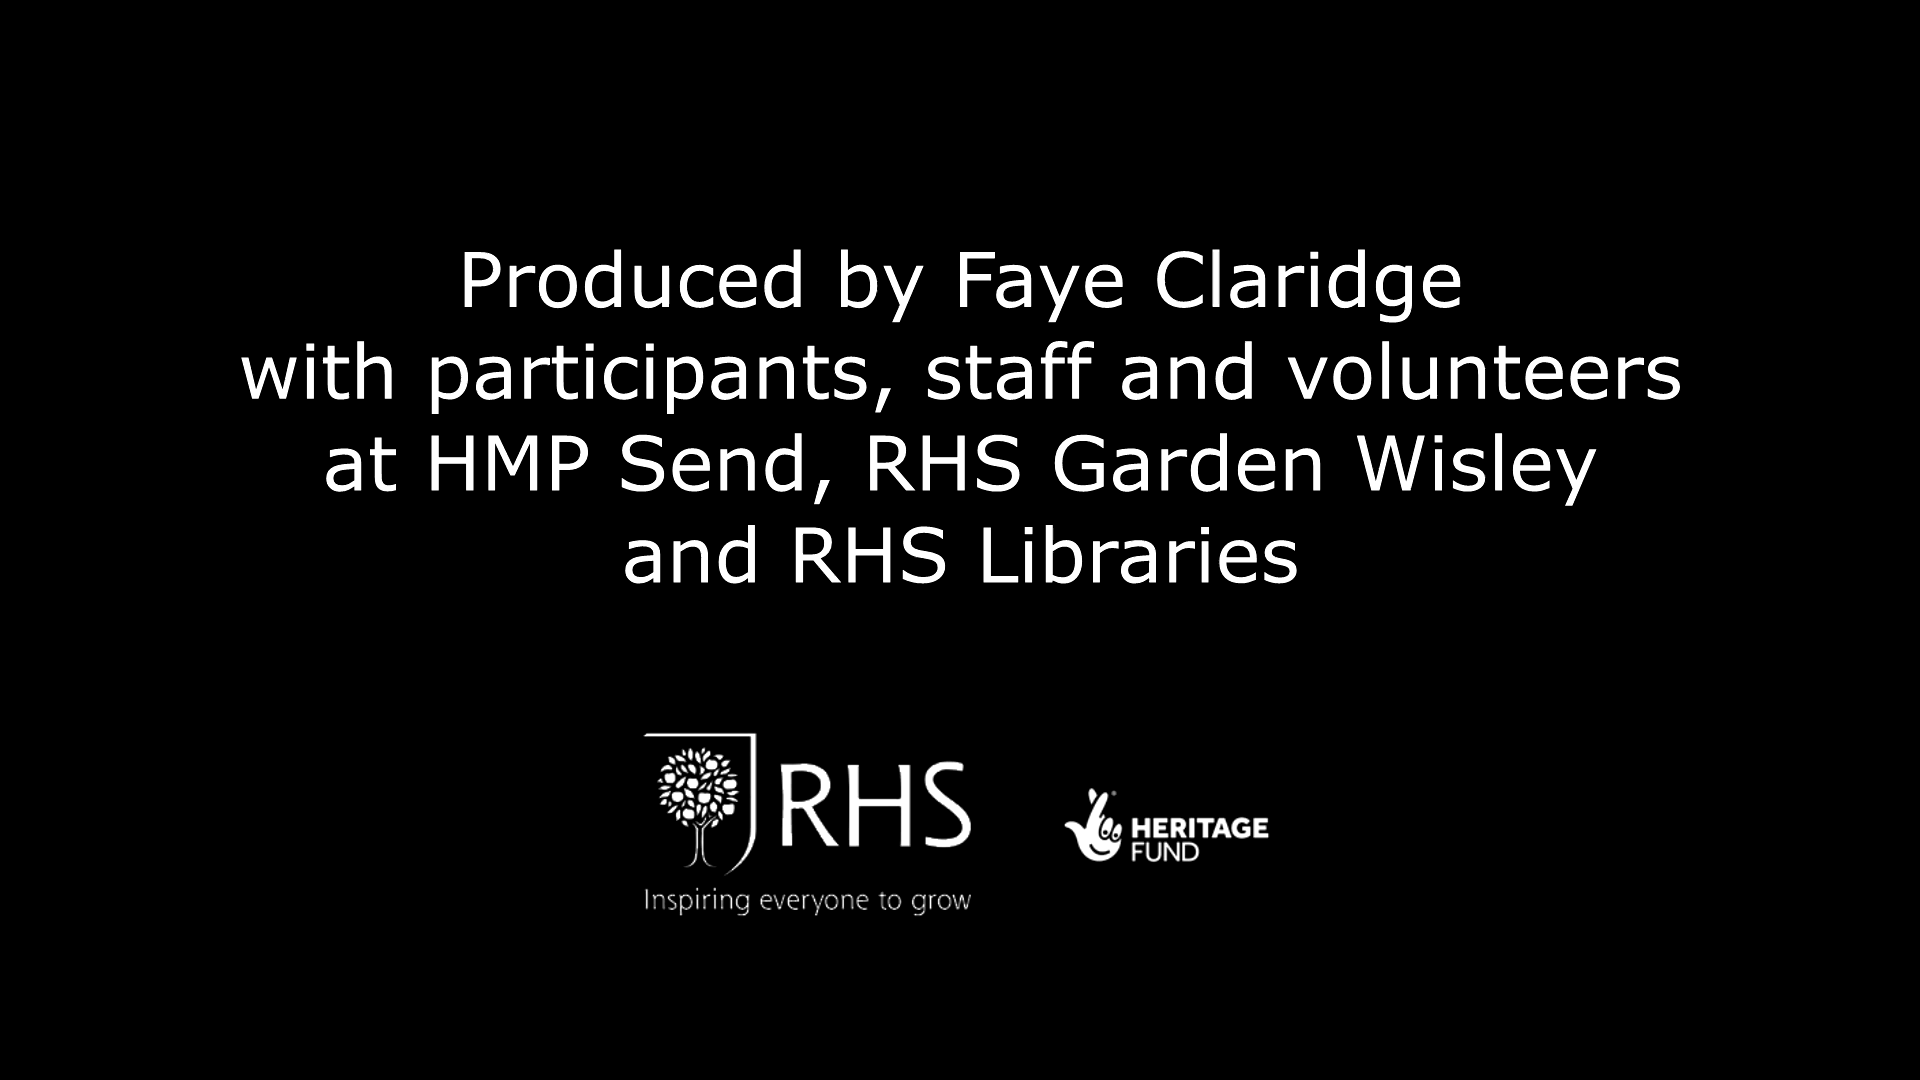 Produced by Faye Claridge
with participants, staff and volunteers
at HMP Send, RHS Garden Wisley
and RHS Libraries
RHS
Inspiring everyone to grow
HERITAGE
FUND